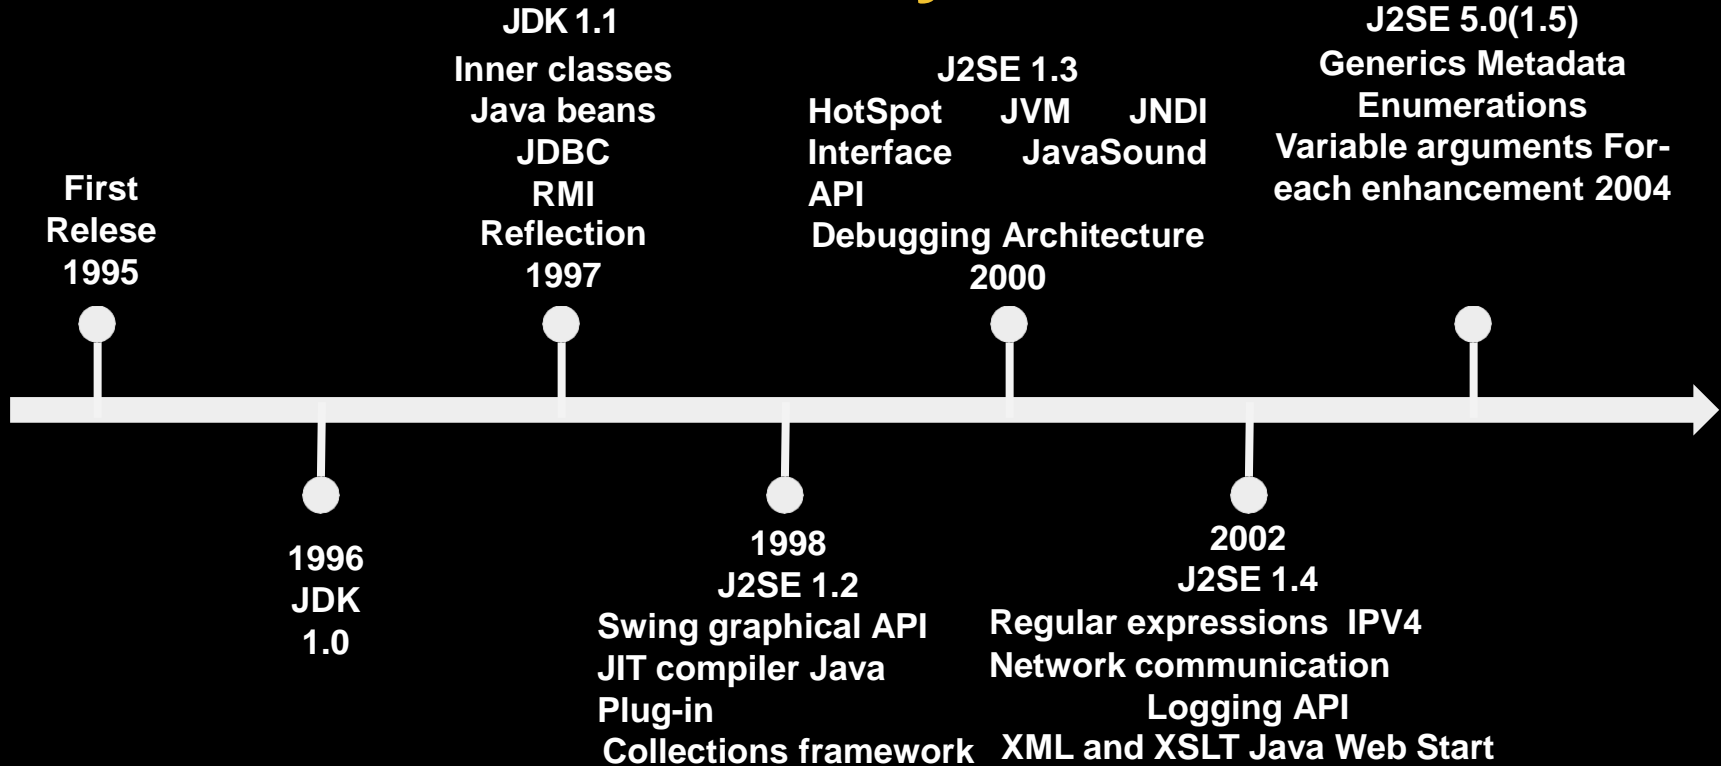 First
Relese
1995
JDK 1.1
Inner classes
Java beans
JDBC
RMI
Reflection
1997
J2SE 1.3
HotSpot JVM JNDI
Interface JavaSound
API
Debugging Architecture
2000
J2SE 5.0(1.5)
Generics Metadata
Enumerations
Variable arguments For-
each enhancement 2004
1996
JDK
1.0
1998
J2SE 1.2
Swing graphical API
JIT compiler Java
Plug-in
Collections framework
2002
J2SE 1.4
Regular expressions IPV4
Network communication
Logging API
XML and XSLT Java Web Start